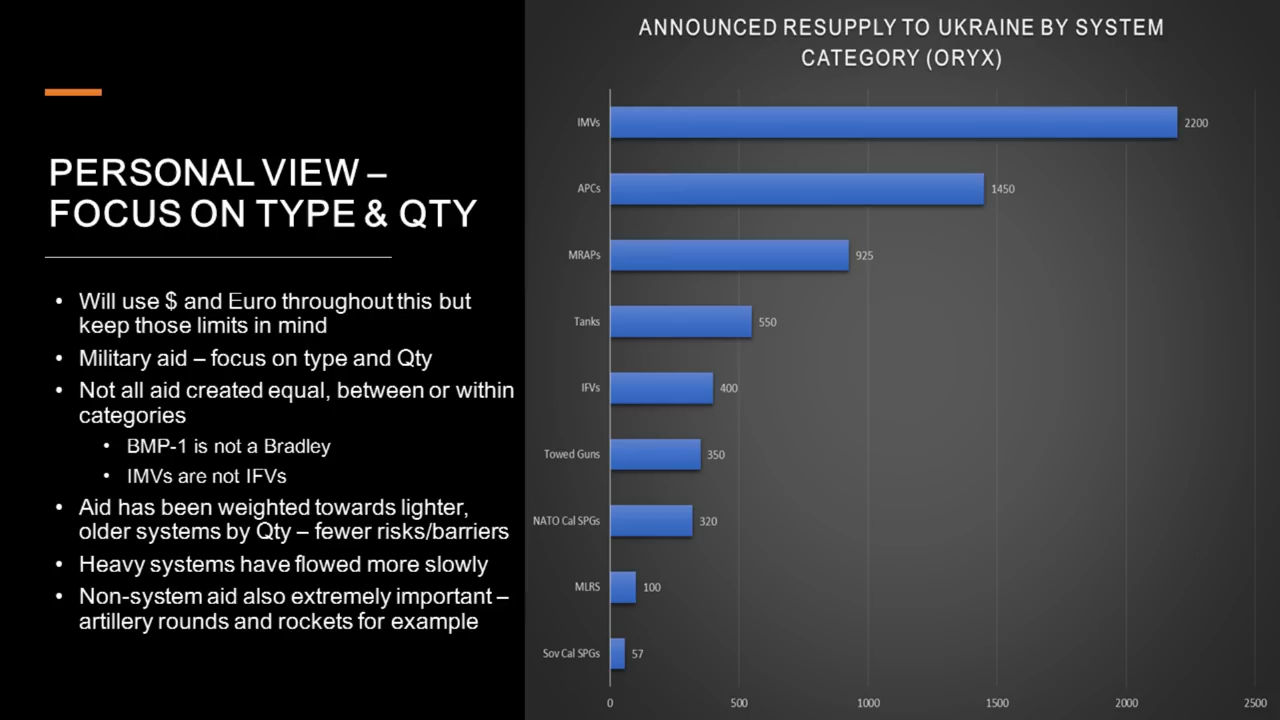 PERSONAL VIEW –
FOCUS ON TYPE & QTY
• Will use $ and Euro throughout this but
keep those limits in mind
• Military aid – focus on type and Qty
• Not all aid created equal, between or within
categories
• BMP-1 is not a Bradley
• IMVs are not IFVs
• Aid has been weighted towards lighter,
older systems by Qty – fewer risks/barriers
• Heavy systems have flowed more slowly
• Non-system aid also extremely important –
artillery rounds and rockets for example
ANNOUNCED RESUPPLY TO UKRAINE BY SYSTEM
CATEGORY (ORYX)
IMVs 2200
APCs 1450
MRAPs 925
Tanks 550
IFVs 400
Towed Guns 350
NATO Cal SPGs 320
MLRS 100
Sov Cal SPGs 57
0 500 1000 1500 2000 2500